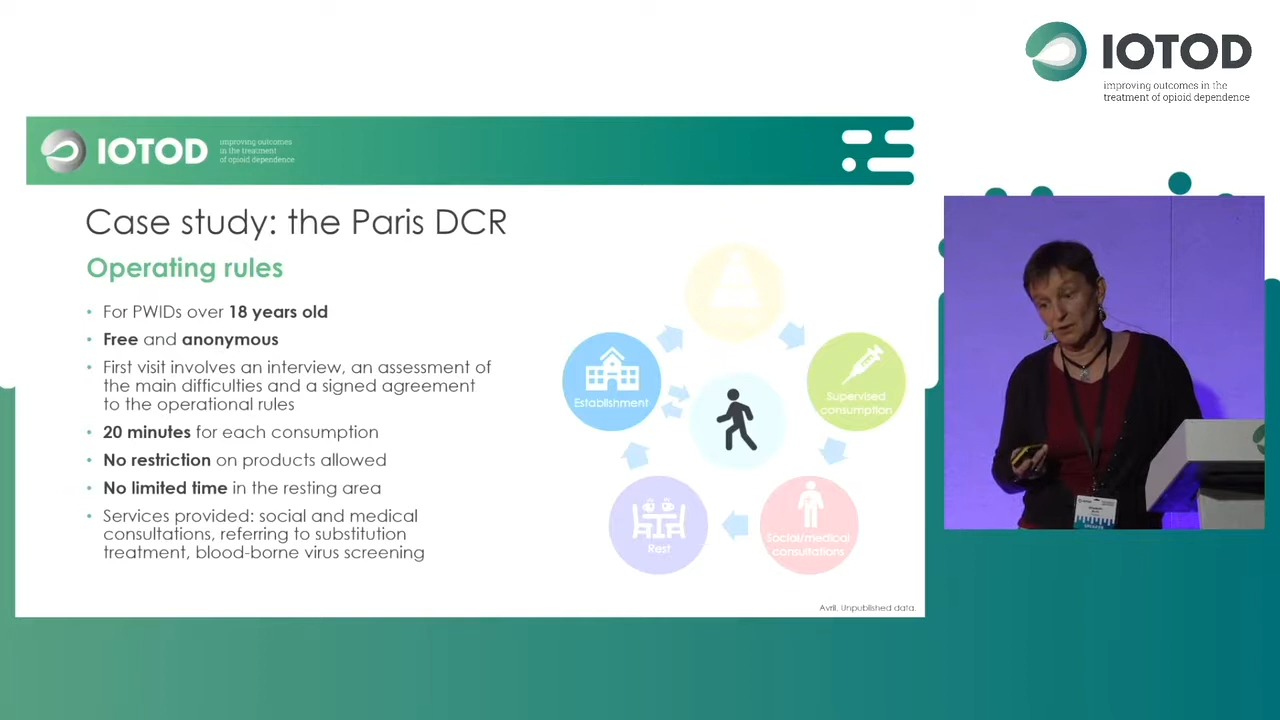 IOTOD
improving outcomes in the
treatment of opioid dependence
IOTOD
improving outcomes
in the treatment
of opioid dependence
Case study: the Paris DCR
Operating rules
• For PWIDs over 18 years old
• Free and anonymous
• First visit involves an interview, an assessment of
the main difficulties and a signed agreement
to the operational rules
• 20 minutes for each consumption
• No restriction on products allowed
• No limited time in the resting area
• Services provided: social and medical
consultations, referring to substitution
treatment, blood-borne virus screening
Establishment
Supervised
consumption
Social/medical
consultations
Rest
Avril. Unpublished data.
SPEAKER